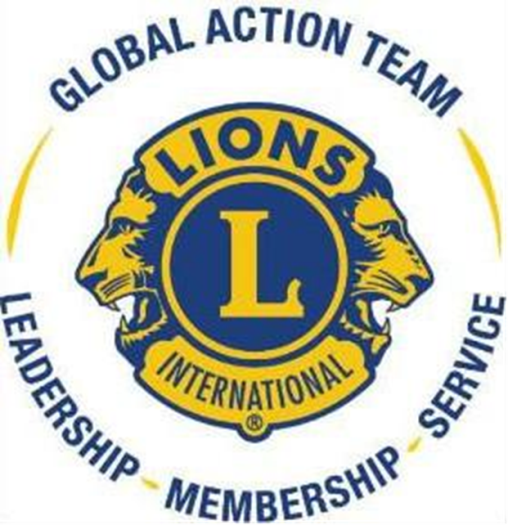 GLOBAL ACTION TEAM
LIONS
L
INTERNATIONAL
®
LEADERSHIP - MEMBERSHIP - SERVICE